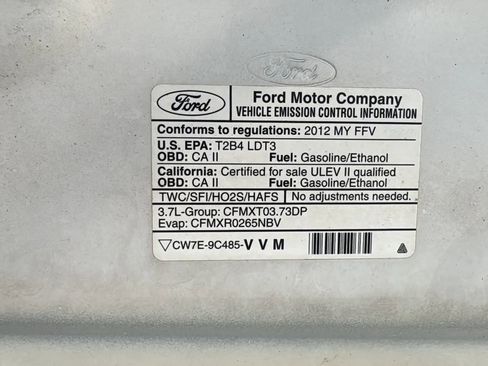 Ford
Ford
Ford Motor Company
VEHICLE EMISSION CONTROL INFORMATION
Conforms to regulations: 2012 MY FFV
U.S. EPA: T2B4 LDT3
OBD: CA II Fuel: Gasoline/Ethanol
California: Certified for sale ULEV II qualified
OBD: CA II Fuel: Gasoline/Ethanol
TWC/SFI/HO2S/HAFS No adjustments needed.
3.7L-Group: CFMXT03.73DP
Evap: CFMXR0265NBV
CW7E-9C485-V V M